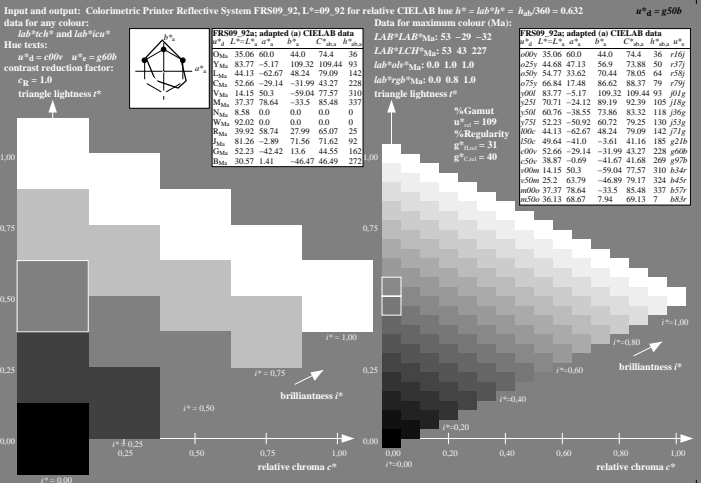 Input and output: Colorimetric Printer Reflective System FRS09_92, L*=09_92 for relative CIELAB hue h* = lab*h* = hab/360 = 0.632
u*d = g50b
data for any colour:
lab*tch* and lab*icu*
Hue texts:
u*d = c00v u*e = g60b
contrast reduction factor:
cR = 1.0
triangle lightness t*
b*a
a*a
FRS09_92a; adapted (a) CIELAB data
u*d L*=L*a a*a b*a C*ab,a h*ab,a
OMa 35.06 60.0 44.0 74.4 36
YMa 83.77 −5.17 109.32 109.44 93
LMa 44.13 −62.67 48.24 79.09 142
CMa 52.66 −29.14 −31.99 43.27 228
VMa 14.15 50.3 −59.04 77.57 310
MMa 37.37 78.64 −33.5 85.48 337
NMa 8.58 0.0 0.0 0.0 0
WMa 92.02 0.0 0.0 0.0 0
RMa 39.92 58.74 27.99 65.07 25
JMa 81.26 −2.89 71.56 71.62 92
GMa 52.23 −42.42 13.6 44.55 162
BMa 30.57 1.41 −46.47 46.49 272
1,00
0,75
0,50
0,25
0,00
i* = 1,00
i* = 0,75
brilliantness i*
i* = 0,50
i* = 0,25
0,25 0,50 0,75 1,00
relative chroma c*
i* = 0,00
Data for maximum colour (Ma):
LAB*LAB*Ma: 53 −29 −32
LAB*LCH*Ma: 53 43 227
lab*olv*Ma: 0.0 1.0 1.0
lab*rgb*Ma: 0.0 0.8 1.0
triangle lightness t*
%Gamut
u*rel = 109
%Regularity
g*H,rel = 31
g*C,rel = 40
FRS09_92a; adapted (a) CIELAB data
u*d L*=L*a a*a b*a C*ab,a h*ab,a u*e
o00y 35.06 60.0 44.0 74.4 36 r16j
o25y 44.68 47.13 56.9 73.88 50 r37j
o50y 54.77 33.62 70.44 78.05 64 r58j
o75y 66.84 17.48 86.62 88.37 79 r79j
y00l 83.77 −5.17 109.32 109.44 93 j01g
y25l 70.71 −24.12 89.19 92.39 105 j18g
y50l 60.76 −38.55 73.86 83.32 118 j36g
y75l 52.23 −50.92 60.72 79.25 130 j53g
l00c 44.13 −62.67 48.24 79.09 142 j71g
l50c 49.64 −41.0 −3.61 41.16 185 g21b
c00v 52.66 −29.14 −31.99 43.27 228 g60b
c50v 38.87 −0.69 −41.67 41.68 269 g97b
v00m 14.15 50.3 −59.04 77.57 310 b34r
v50m 25.2 63.79 −46.89 79.17 324 b45r
m00o 37.37 78.64 −33.5 85.48 337 b57r
m50o 36.13 68.67 7.94 69.13 7 b83r
1,00
0,75
0,50
0,25
0,00
i*=1,00
i*=0,80
brilliantness i*
i*=0,60
i*=0,40
i*=0,20
0,00 0,25 0,50 0,75 1,00
i*=0,00
relative chroma c*